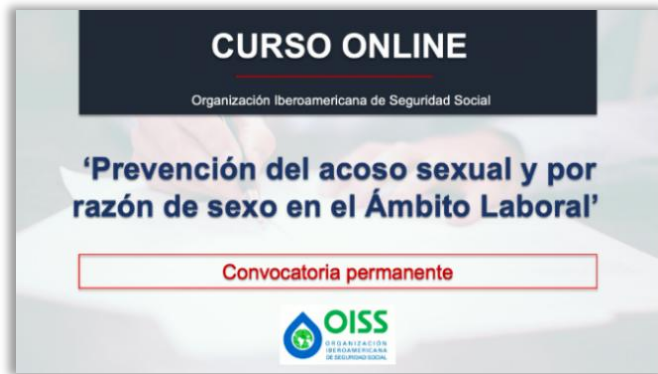 CURSO ONLINE
Organización Iberoamericana de Seguridad Social
‘Prevención del acoso sexual y por
razón de sexo en el Ámbito Laboral’
Convocatoria permanente
OISS
ORGANIZACIÓN
IBEROAMERICANA
DE SEGURIDAD SOCIAL